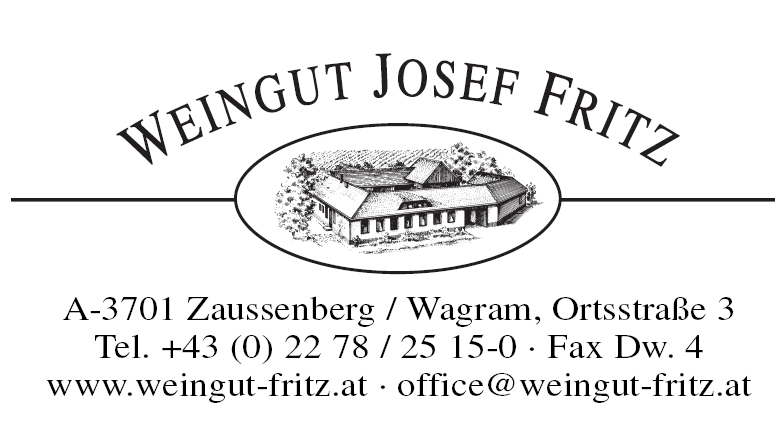 WEINGUT JOSEF FRITZ
A-3701 Zaussenberg / Wagram, Ortsstraße 3
Tel. +43 (0) 22 78 / 25 15-0 · Fax Dw. 4
www.weingut-fritz.at · office@weingut-fritz.at